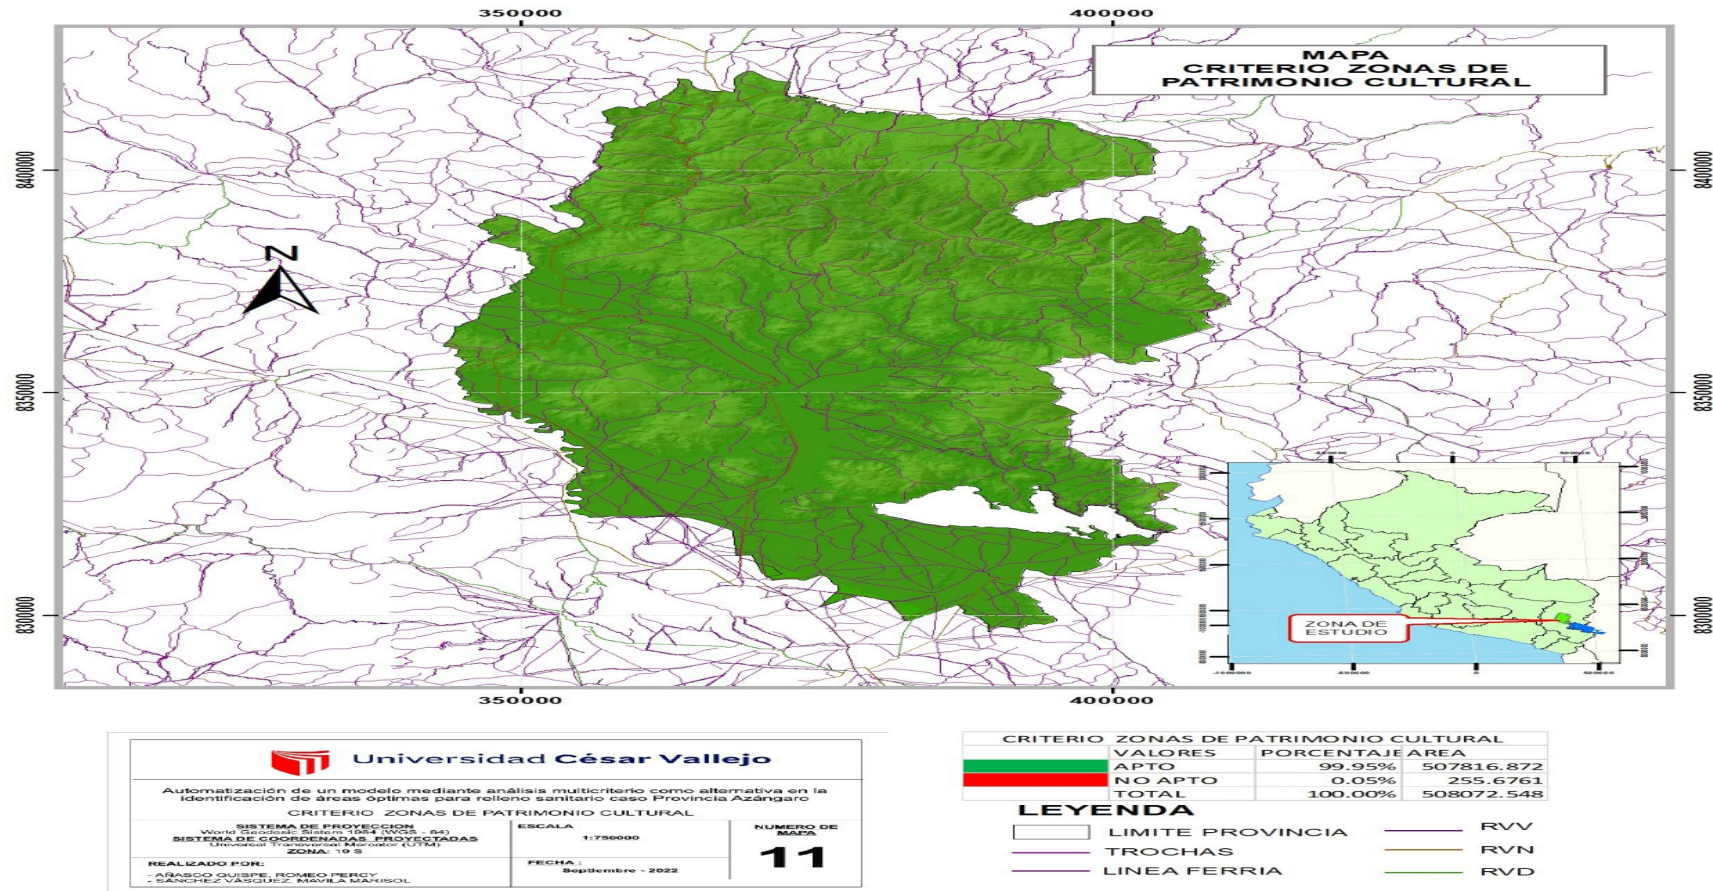 350000 400000
MAPA
CRITERIO ZONAS DE
PATRIMONIO CULTURAL
8400000 8400000
N
8350000 8350000
8300000 8300000
ZONA DE
ESTUDIO
350000 400000
Universidad César Vallejo
Automatización de un modelo mediante análisis multicriterio como alternativa en la
identificación de áreas óptimas para relleno sanitario caso Provincia Azángaro
CRITERIO ZONAS DE PATRIMONIO CULTURAL
SISTEMA DE PROYECCION
World Geodesic Sistem 1984 (WGS - 84)
SISTEMA DE COORDENADAS PROYECTADAS
Universal Transversal Mercator (UTM)
ZONA: 19 S
REALIZADO POR:
- AÑASCO QUISPE, ROMEO PERCY
- SÁNCHEZ VÁSQUEZ, MAVILA MARISOL
ESCALA
1:750000
FECHA :
Septiembre - 2022
NUMERO DE
MAPA
11
CRITERIO ZONAS DE PATRIMONIO CULTURAL
VALORES PORCENTAJE AREA
APTO 99.95% 507816.872
NO APTO 0.05% 255.6761
TOTAL 100.00% 508072.548
LEYENDA
LIMITE PROVINCIA RVV
TROCHAS RVN
LINEA FERRIA RVD